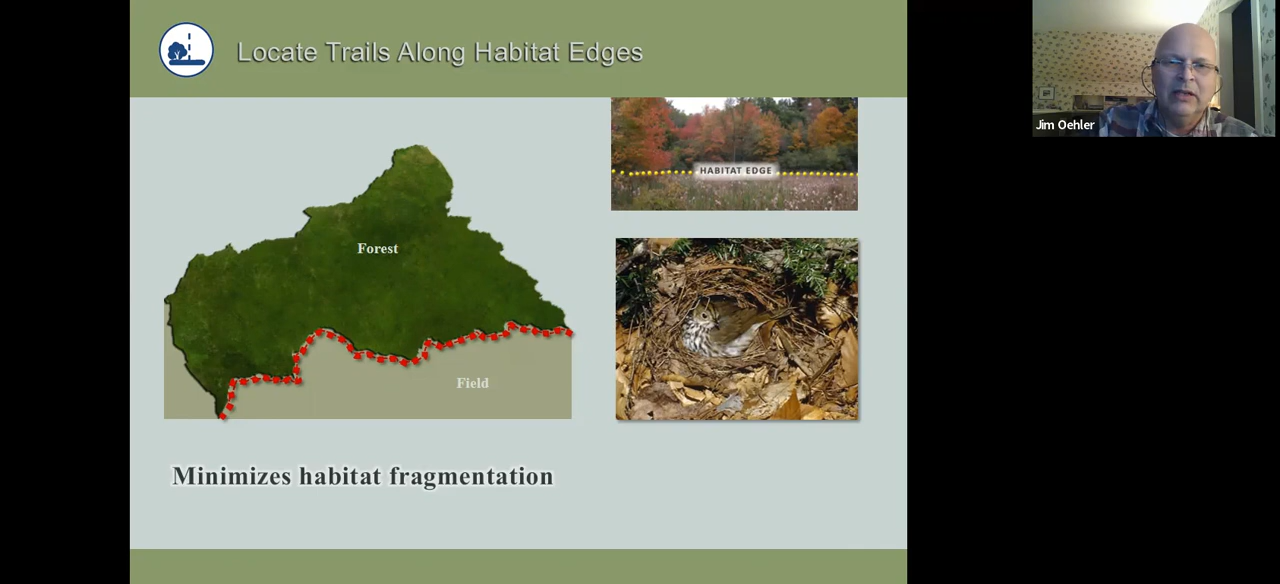 Locate Trails Along Habitat Edges
Jim Oehler
HABITAT EDGE
Forest
Field
Minimizes habitat fragmentation